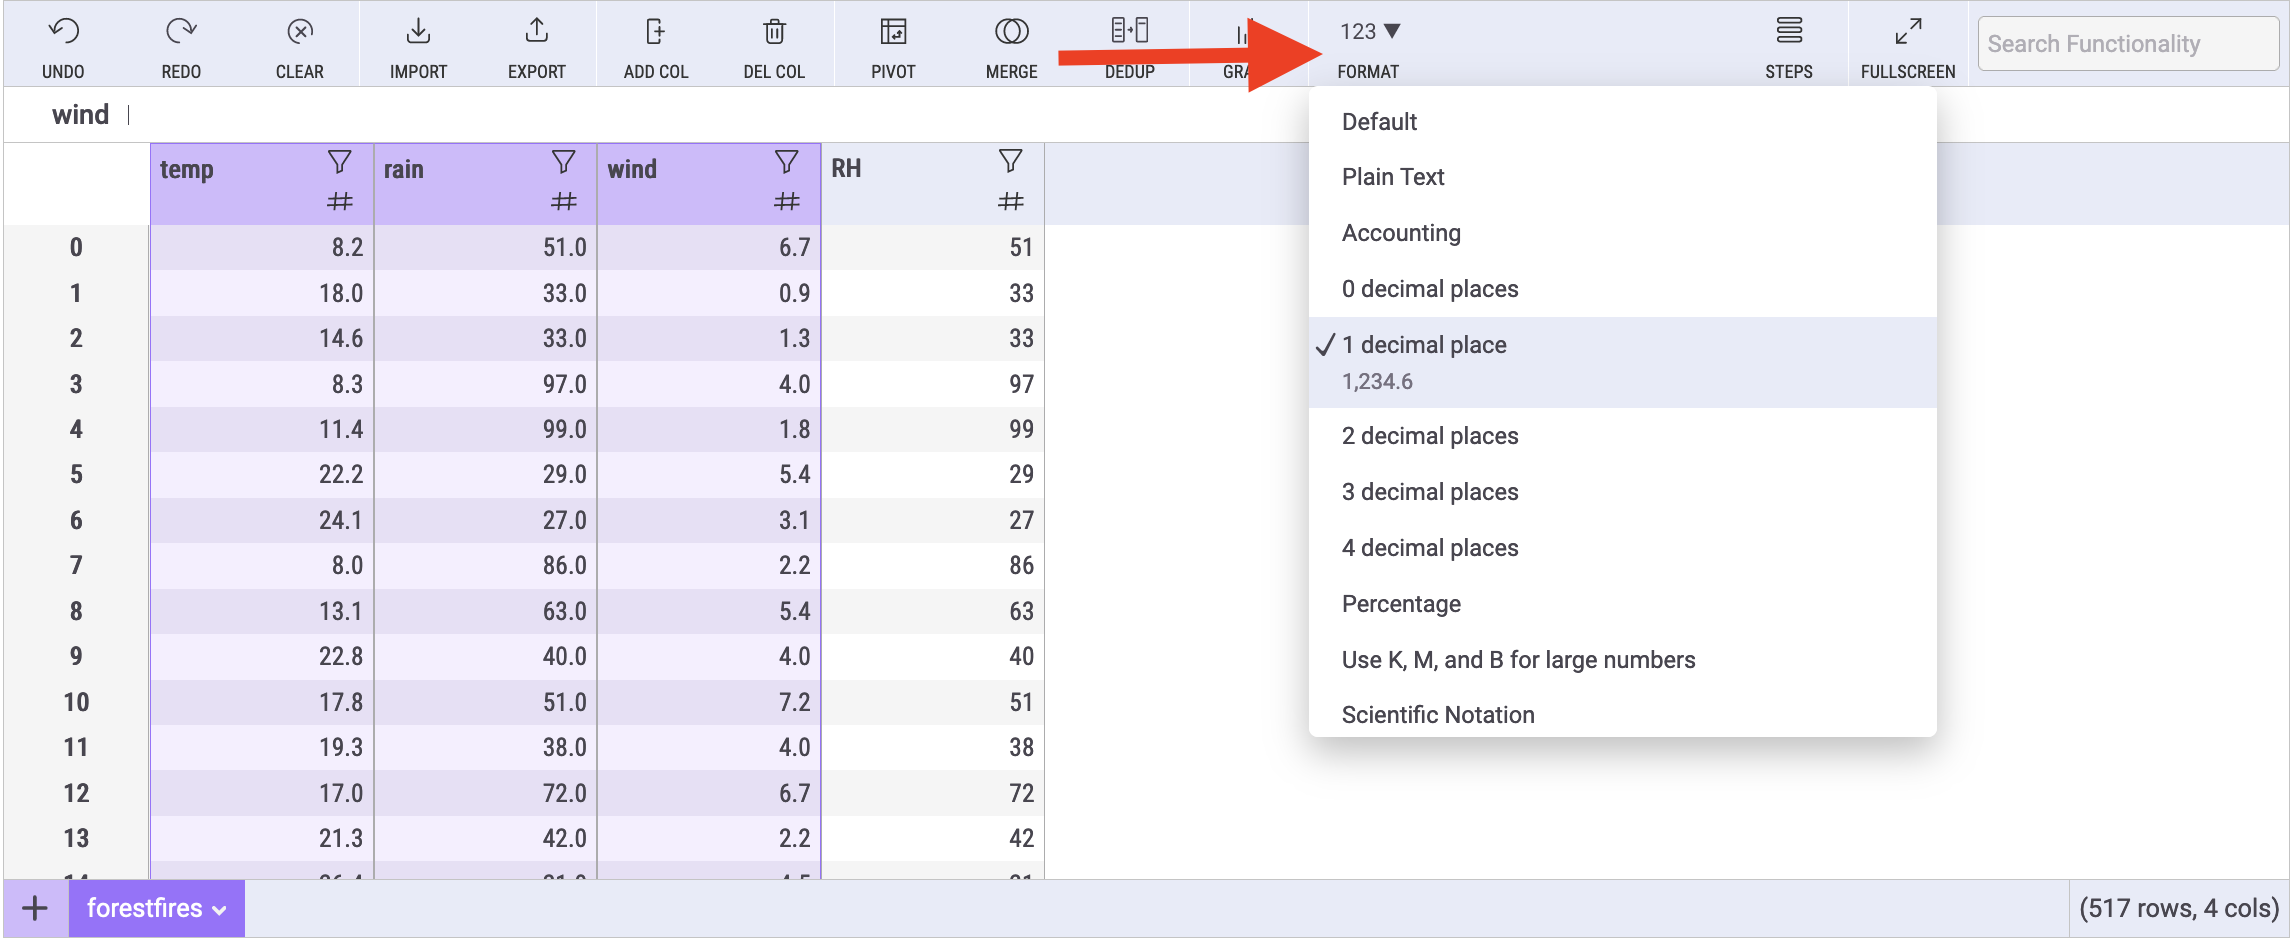 123 ▼
UNDO REDO CLEAR IMPORT EXPORT ADD COL DEL COL PIVOT MERGE DEDUP FORMAT STEPS FULLSCREEN Search Functionality
wind
Default
Plain Text
Accounting
0 decimal places
✓ 1 decimal place
1,234.6
2 decimal places
3 decimal places
4 decimal places
Percentage
Use K, M, and B for large numbers
Scientific Notation
temp rain wind RH
0 8.2 51.0 6.7 51
1 18.0 33.0 0.9 33
2 14.6 33.0 1.3 33
3 8.3 97.0 4.0 97
4 11.4 99.0 1.8 99
5 22.2 29.0 5.4 29
6 24.1 27.0 3.1 27
7 8.0 86.0 2.2 86
8 13.1 63.0 5.4 63
9 22.8 40.0 4.0 40
10 17.8 51.0 7.2 51
11 19.3 38.0 4.0 38
12 17.0 72.0 6.7 72
13 21.3 42.0 2.2 42
+ forestfires (517 rows, 4 cols)